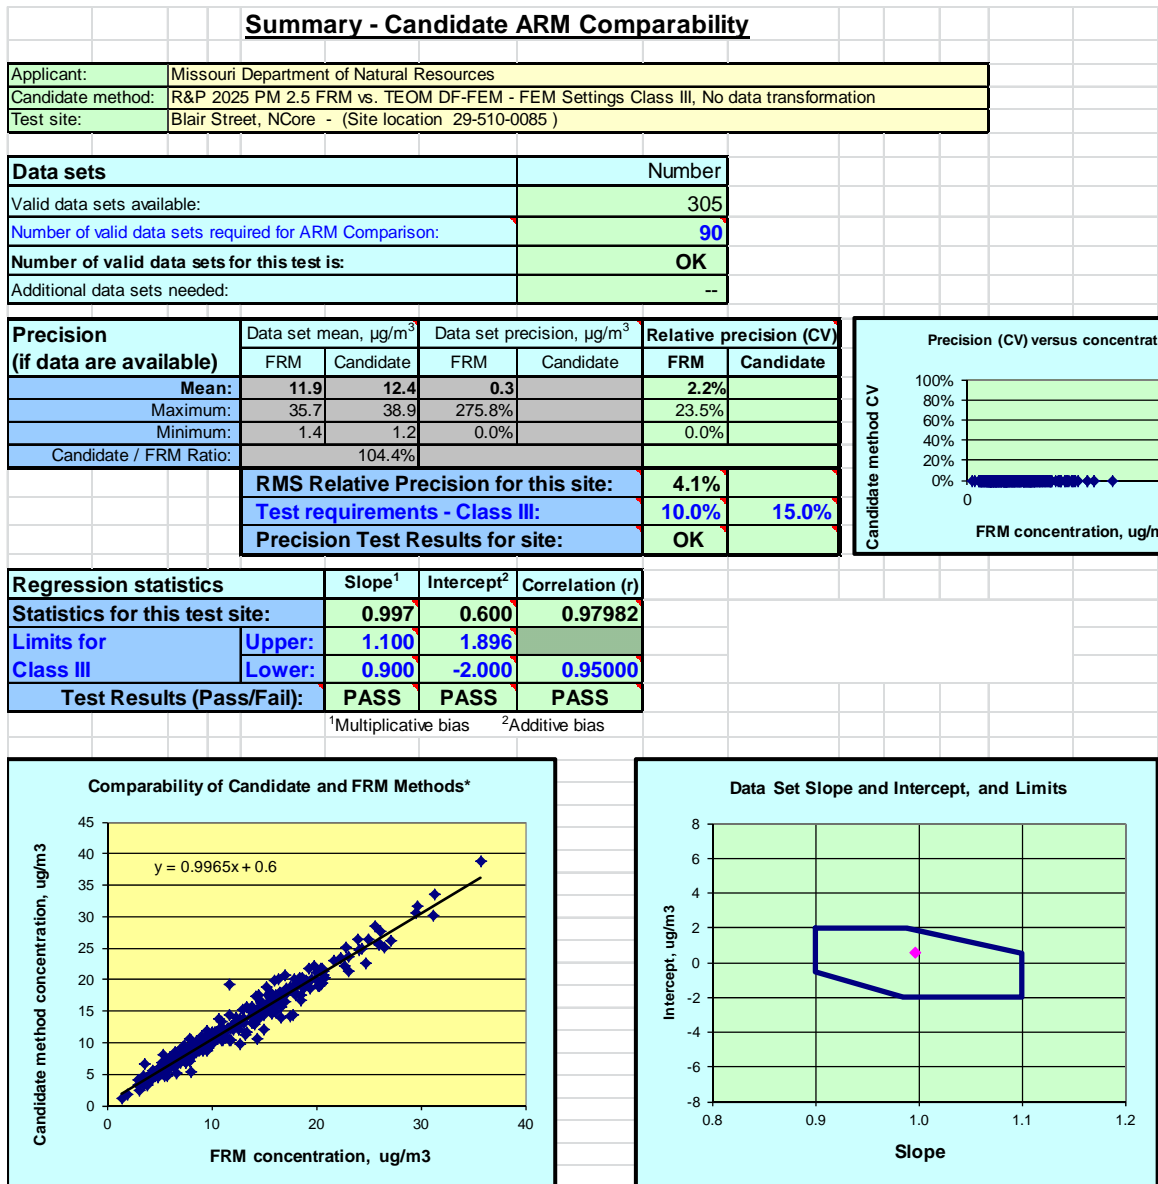 Summary - Candidate ARM Comparability
Applicant: Missouri Department of Natural Resources
Candidate method: R&P 2025 PM 2.5 FRM vs. TEOM DF-FEM - FEM Settings Class III, No data transformation
Test site: Blair Street, NCore - (Site location 29-510-0085 )
Data sets Number
Valid data sets available: 305
Number of valid data sets required for ARM Comparison: 90
Number of valid data sets for this test is: OK
Additional data sets needed: --
Precision Data set mean, µg/m³ Data set precision, µg/m³ Relative precision (CV)
(if data are available) FRM Candidate FRM Candidate FRM Candidate
Mean: 11.9 12.4 0.3 2.2%
Maximum: 35.7 38.9 275.8% 23.5%
Minimum: 1.4 1.2 0.0% 0.0%
Candidate / FRM Ratio: 104.4%
RMS Relative Precision for this site: 4.1%
Test requirements - Class III: 10.0% 15.0%
Precision Test Results for site: OK
Precision (CV) versus concentrat
Candidate method CV
100%
80%
60%
40%
20%
0%
0
FRM concentration, ug/m
Regression statistics Slope¹ Intercept² Correlation (r)
Statistics for this test site: 0.997 0.600 0.97982
Limits for Upper: 1.100 1.896
Class III Lower: 0.900 -2.000 0.95000
Test Results (Pass/Fail): PASS PASS PASS
¹Multiplicative bias ²Additive bias
Comparability of Candidate and FRM Methods*
Candidate method concentration, ug/m3
45
40
35
30
25
20
15
10
5
0
y = 0.9965x + 0.6
0 10 20 30 40
FRM concentration, ug/m3
Data Set Slope and Intercept, and Limits
Intercept, ug/m3
8
6
4
2
0
-2
-4
-6
-8
0.8 0.9 1.0 1.1 1.2
Slope